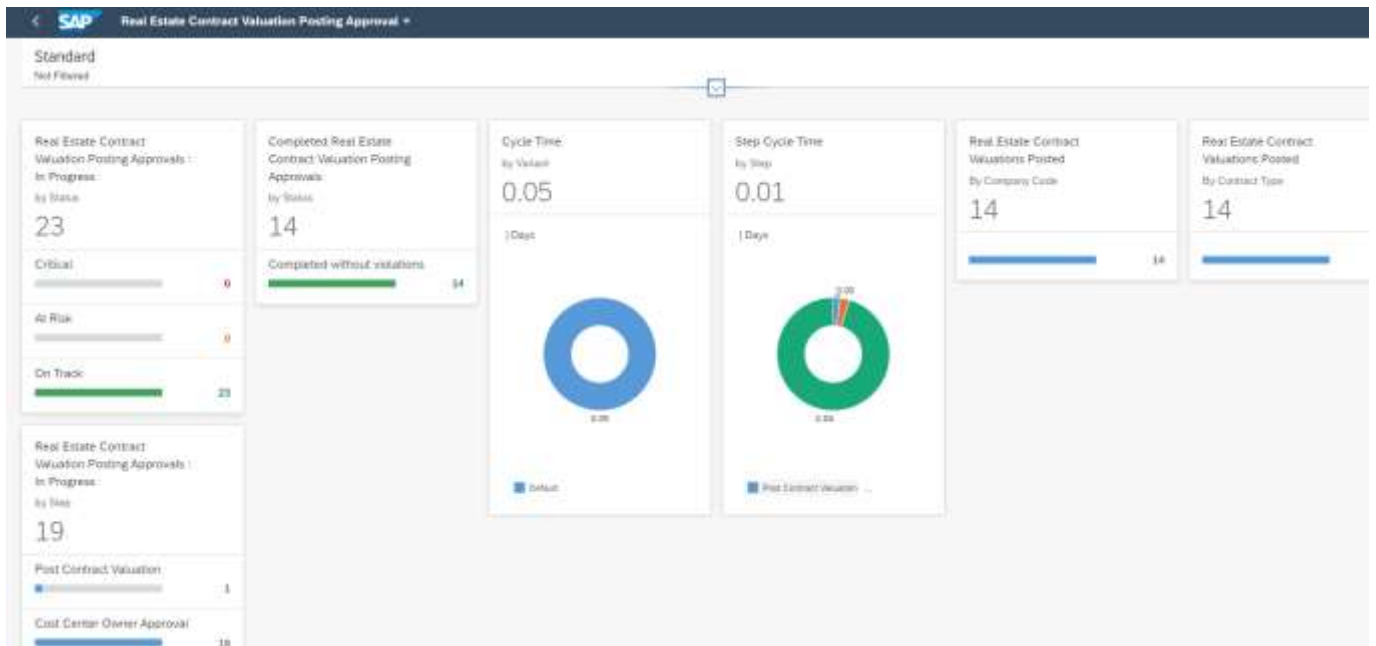 SAP Real Estate Contract Valuation Posting Approval
Standard
Not Filtered
Real Estate Contract
Valuation Posting Approvals :
In Progress
by Status
23
Critical
0
At Risk
0
On Track
23
Real Estate Contract
Valuation Posting Approvals :
In Progress
by Step
19
Post Contract Valuation
1
Cost Center Owner Approval
18
Completed Real Estate
Contract Valuation Posting
Approvals
by Status
14
Completed without violations
14
Cycle Time
by Variant
0.05
| Days
0.05
Default
Step Cycle Time
by Step
0.01
| Days
0.00
Post Contract Valuation ...
Real Estate Contract
Valuations Posted
By Company Code
14
14
Real Estate Contract
Valuations Posted
By Contract Type
14